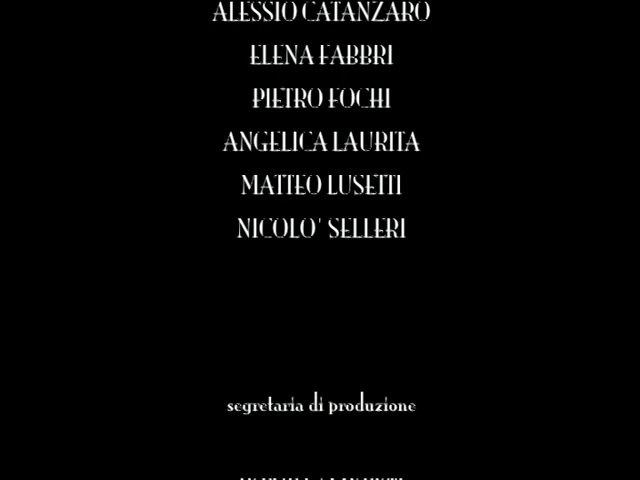 ALESSIO CATANZARO
ELENA FABBRI
PIETRO FOCHI
ANGELICA LAURITA
MATTEO LUSETTI
NICOLO' SELLERI
segretaria di produzione